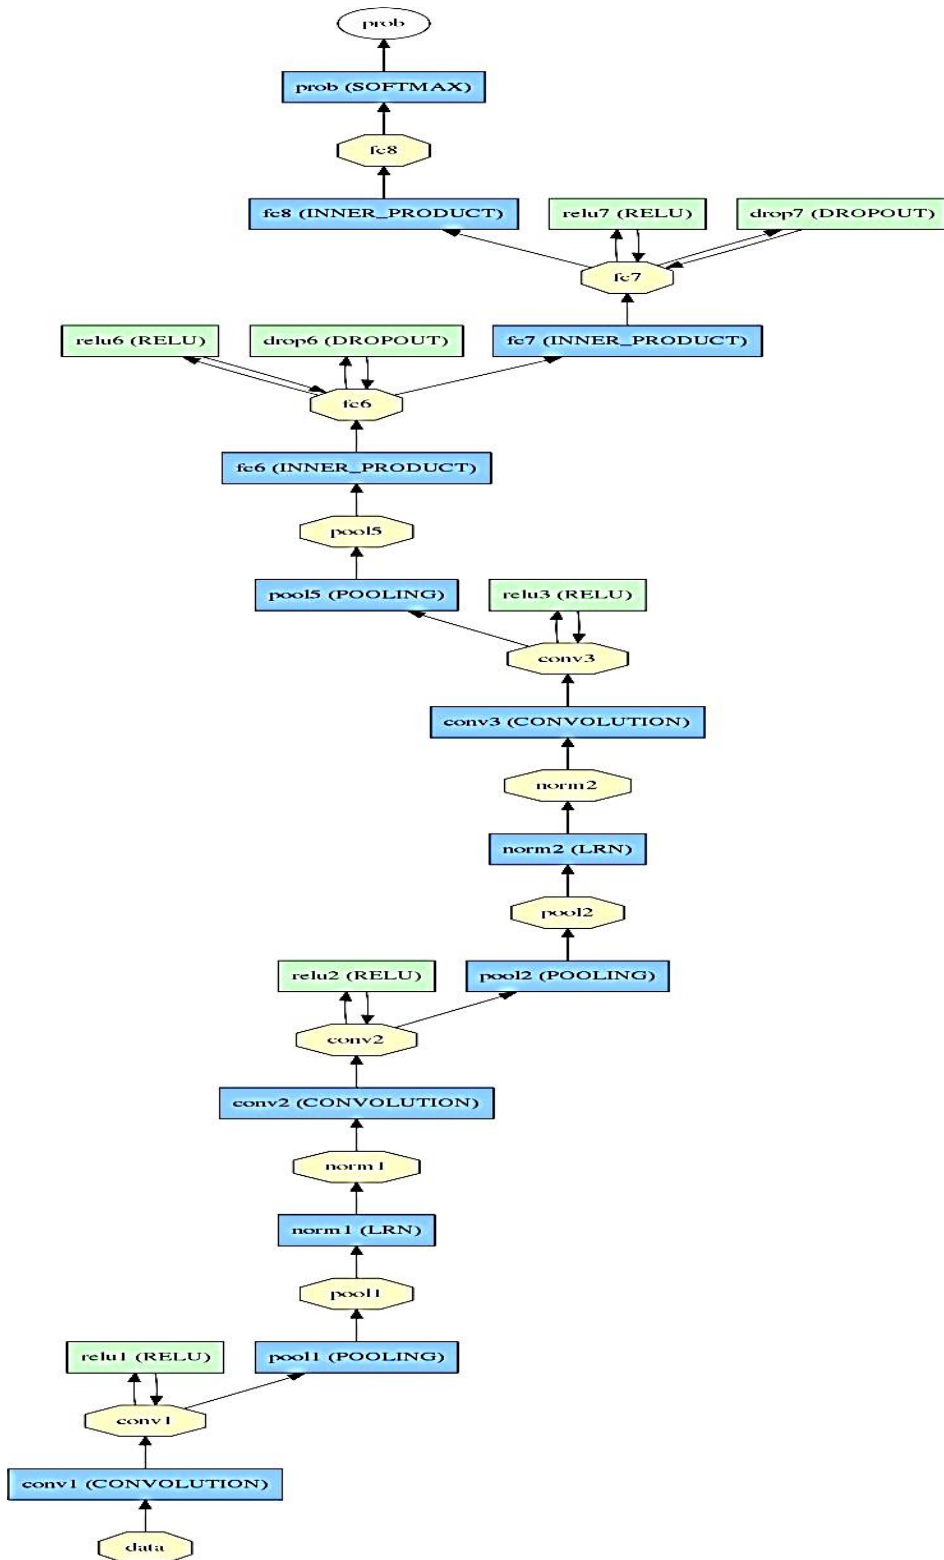 prob
prob (SOFTMAX)
fc8
fc8 (INNER_PRODUCT)
relu7 (RELU)
drop7 (DROPOUT)
fc7
relu6 (RELU)
drop6 (DROPOUT)
fc7 (INNER_PRODUCT)
fc6
fc6 (INNER_PRODUCT)
pool5
pool5 (POOLING)
relu3 (RELU)
conv3
conv3 (CONVOLUTION)
norm2
norm2 (LRN)
pool2
relu2 (RELU)
pool2 (POOLING)
conv2
conv2 (CONVOLUTION)
norm1
norm1 (LRN)
pool1
relu1 (RELU)
pool1 (POOLING)
conv1
conv1 (CONVOLUTION)
data